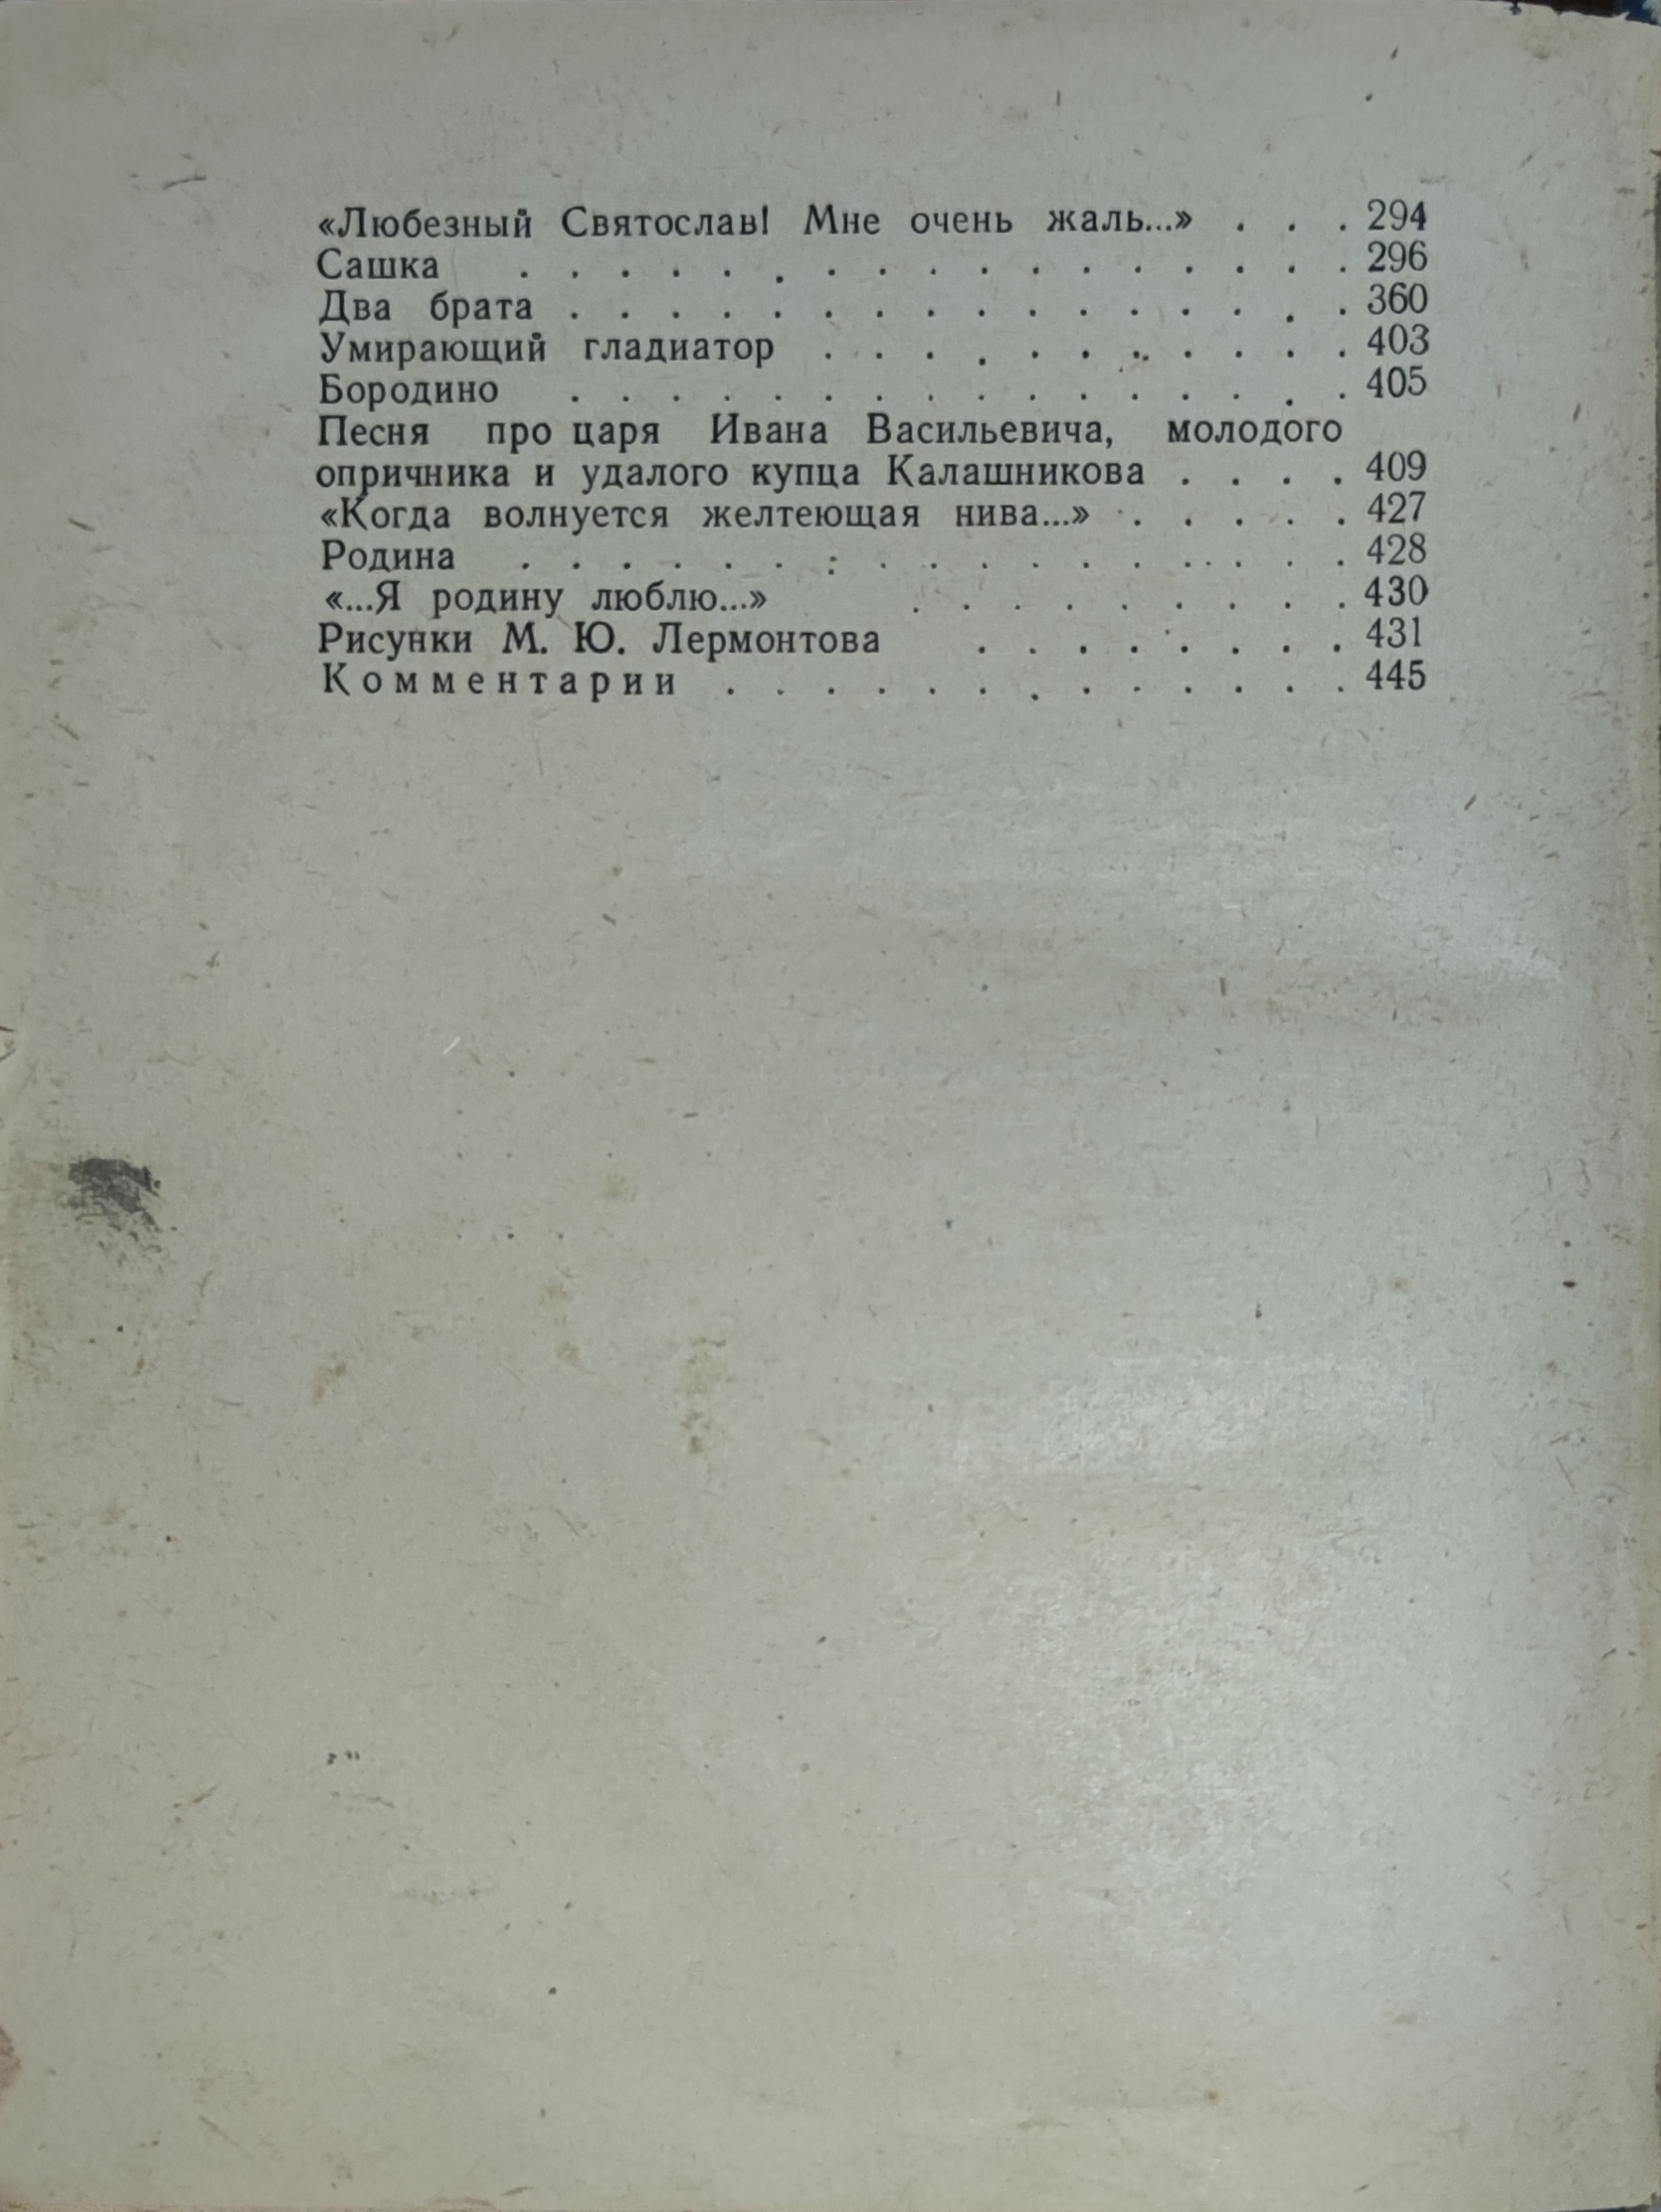 «Любезный Святослав! Мне очень жаль...» . . . 294
Сашка . . . . . . . . . . . . . . . . . 296
Два брата . . . . . . . . . . . . . . . . 360
Умирающий гладиатор . . . . . . . . . . . 403
Бородино . . . . . . . . . . . . . . . . 405
Песня про царя Ивана Васильевича, молодого
опричника и удалого купца Калашникова . . . . 409
«Когда волнуется желтеющая нива...» . . . . . 427
Родина . . . . . . . . . . . . . . . . . 428
«...Я родину люблю...» . . . . . . . . . 430
Рисунки М. Ю. Лермонтова . . . . . . . . 431
Комментарии . . . . . . . . . . . . . 445